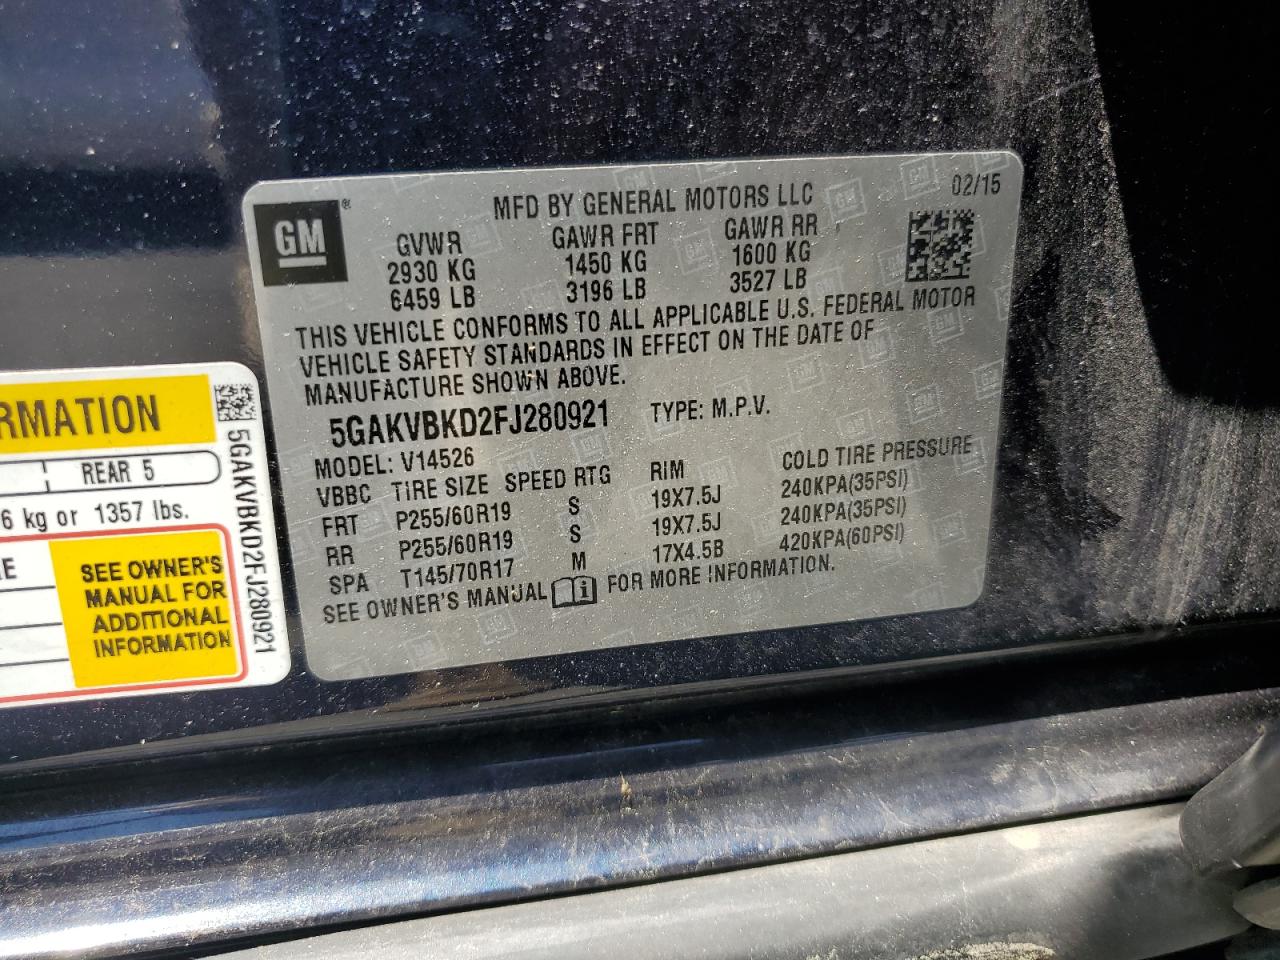 GM®
MFD BY GENERAL MOTORS LLC
02/15
GVWR GAWR FRT GAWR RR
2930 KG 1450 KG 1600 KG
6459 LB 3196 LB 3527 LB
THIS VEHICLE CONFORMS TO ALL APPLICABLE U.S. FEDERAL MOTOR
VEHICLE SAFETY STANDARDS IN EFFECT ON THE DATE OF
MANUFACTURE SHOWN ABOVE.
5GAKVBKD2FJ280921 TYPE: M.P.V.
MODEL: V14526
VBBC TIRE SIZE SPEED RTG RIM COLD TIRE PRESSURE
FRT P255/60R19 S 19X7.5J 240KPA(35PSI)
RR P255/60R19 S 19X7.5J 240KPA(35PSI)
SPA T145/70R17 M 17X4.5B 420KPA(60PSI)
SEE OWNER'S MANUAL i FOR MORE INFORMATION.
RMATION
REAR 5
6 kg or 1357 lbs.
SEE OWNER'S
MANUAL FOR
ADDITIONAL
INFORMATION
5GAKVBKD2FJ280921